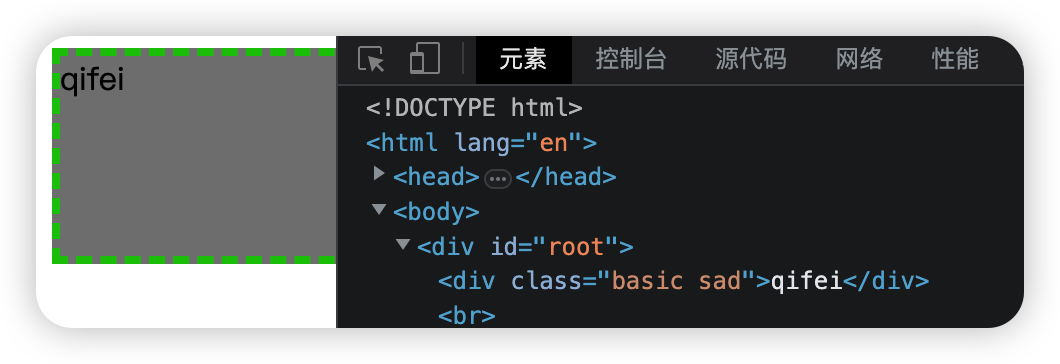 qifei
元素 控制台 源代码 网络 性能
<!DOCTYPE html>
<html lang="en">
<head>…</head>
<body>
<div id="root">
<div class="basic sad">qifei</div>
<br>